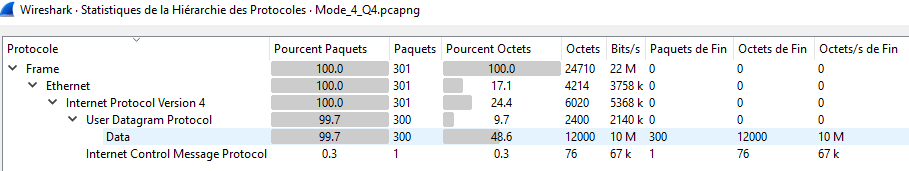 Wireshark · Statistiques de la Hiérarchie des Protocoles · Mode_4_Q4.pcapng
Protocole Pourcent Paquets Paquets Pourcent Octets Octets Bits/s Paquets de Fin Octets de Fin Octets/s de Fin
Frame 100.0 301 100.0 24710 22 M 0 0 0
Ethernet 100.0 301 17.1 4214 3758 k 0 0 0
Internet Protocol Version 4 100.0 301 24.4 6020 5368 k 0 0 0
User Datagram Protocol 99.7 300 9.7 2400 2140 k 0 0 0
Data 99.7 300 48.6 12000 10 M 300 12000 10 M
Internet Control Message Protocol 0.3 1 0.3 76 67 k 1 76 67 k